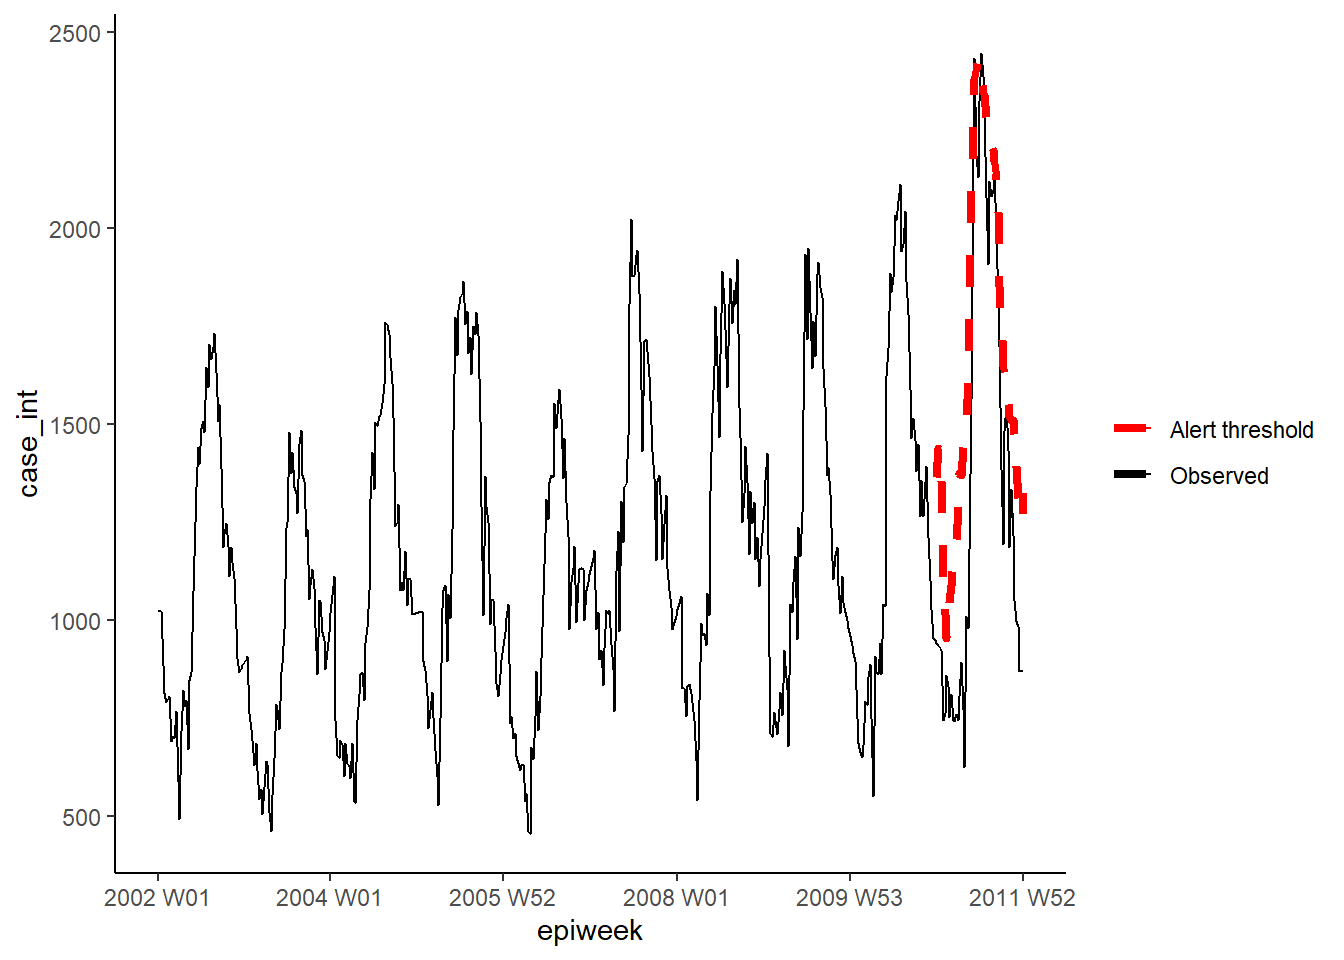 2500
2000
1500
1000
500
case_int
2002 W01
2004 W01
2005 W52
2008 W01
2009 W53
2011 W52
epiweek
Alert threshold
Observed